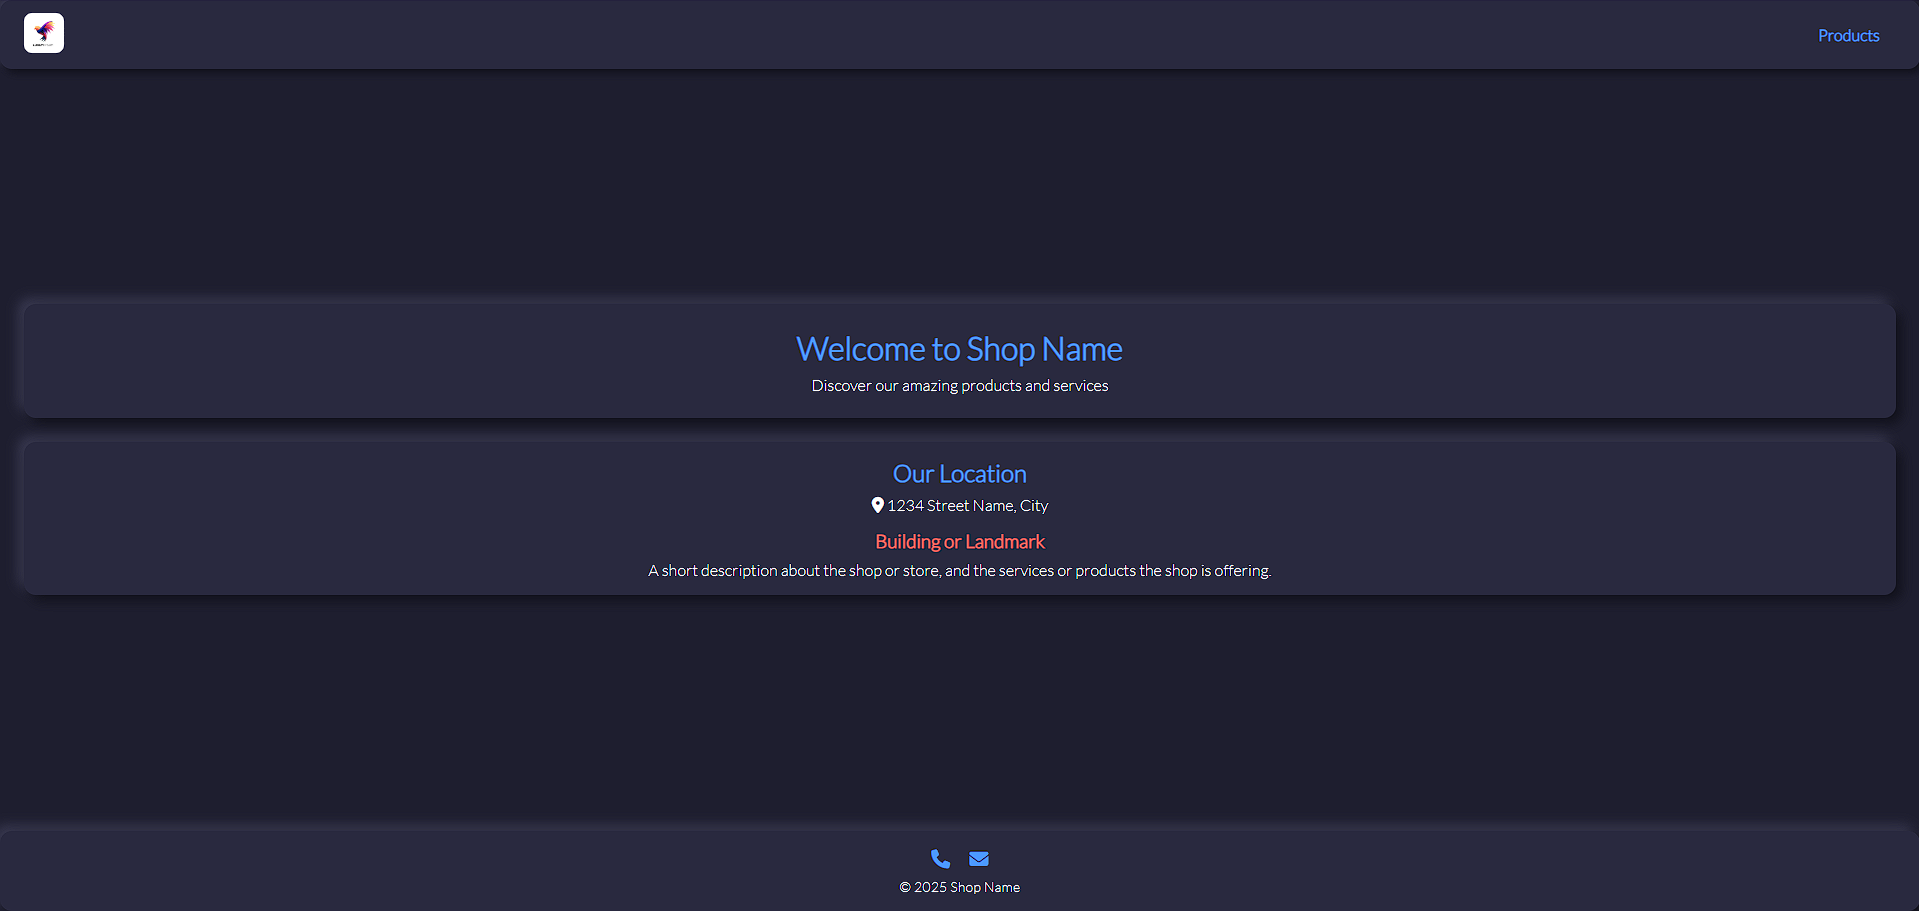 Products
Welcome to Shop Name
Discover our amazing products and services
Our Location
1234 Street Name, City
Building or Landmark
A short description about the shop or store, and the services or products the shop is offering.
© 2025 Shop Name